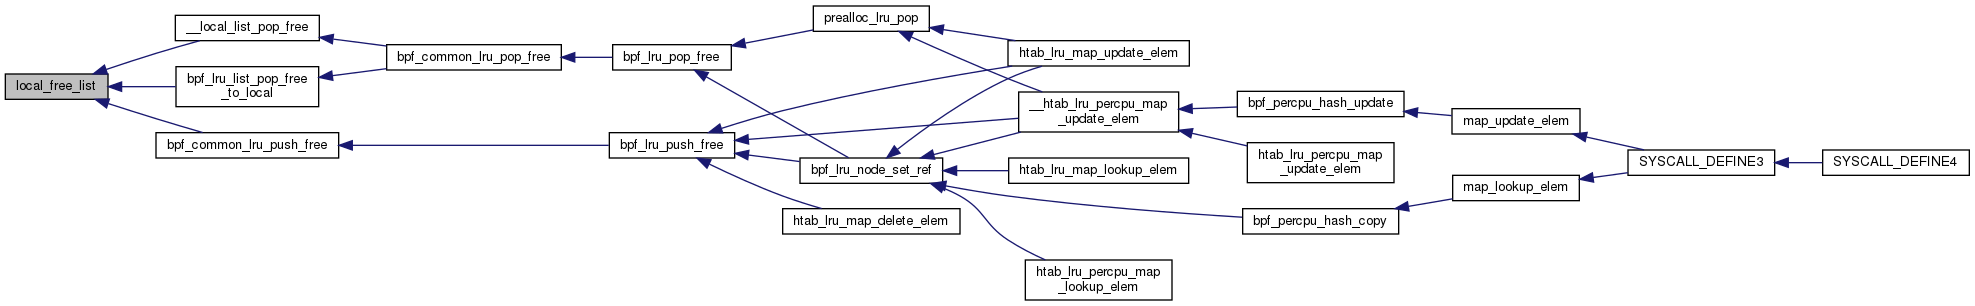 local_free_list
__local_list_pop_free
bpf_lru_list_pop_free
_to_local
bpf_common_lru_push_free
bpf_common_lru_pop_free
bpf_lru_pop_free
bpf_lru_push_free
prealloc_lru_pop
bpf_lru_node_set_ref
htab_lru_map_delete_elem
htab_lru_map_update_elem
__htab_lru_percpu_map
_update_elem
htab_lru_map_lookup_elem
htab_lru_percpu_map
_lookup_elem
bpf_percpu_hash_update
htab_lru_percpu_map
_update_elem
bpf_percpu_hash_copy
map_update_elem
map_lookup_elem
SYSCALL_DEFINE3
SYSCALL_DEFINE4